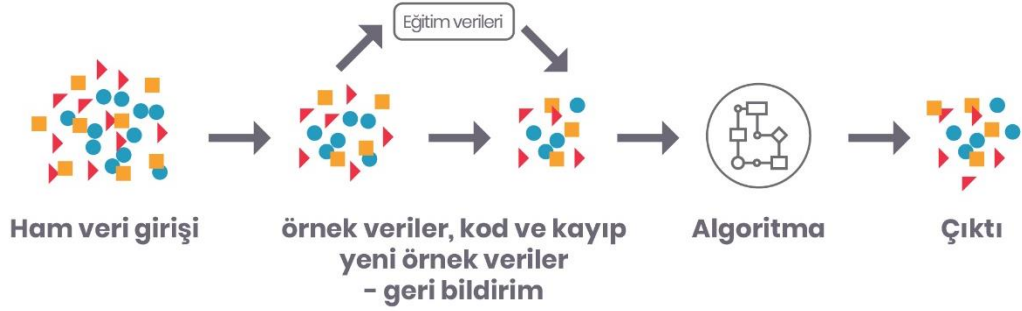 Eğitim verileri
Ham veri girişi
örnek veriler, kod ve kayıp
yeni örnek veriler
- geri bildirim
Algoritma
Çıktı